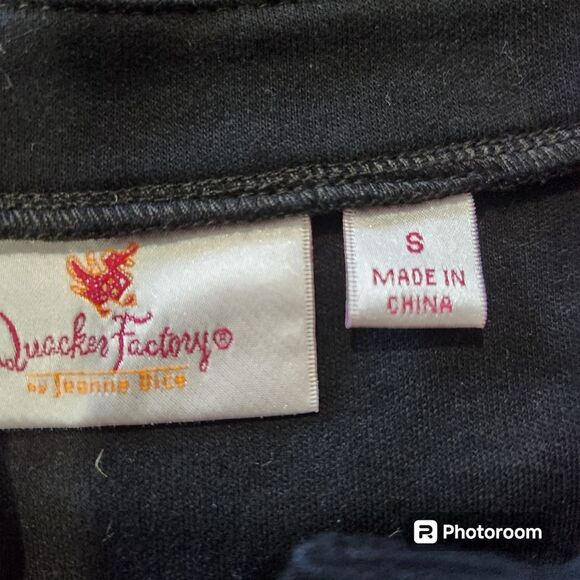 Quacker Factory®
by Jeanne Bice
S
MADE IN
CHINA
R Photoroom